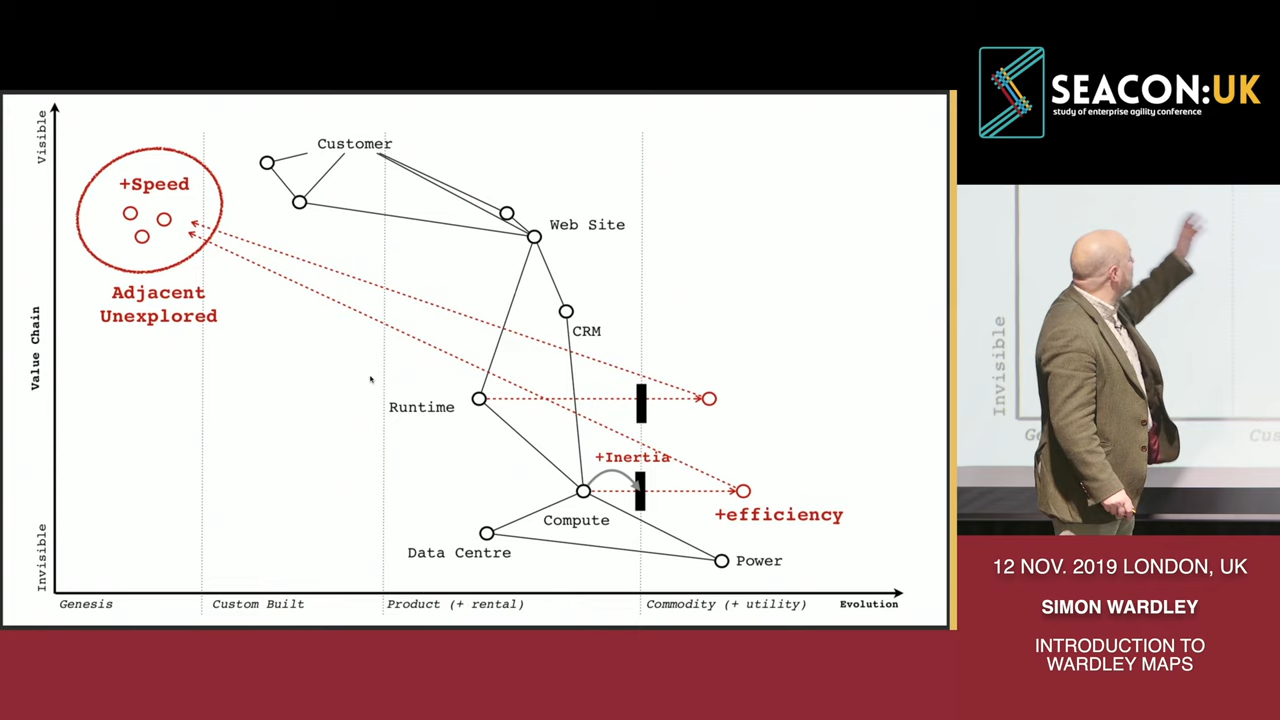 SEACON:UK
study of enterprise agility conference
Visible
Value Chain
Invisible
Customer
+Speed
Adjacent
Unexplored
Web Site
CRM
Runtime
+Inertia
Compute
+efficiency
Data Centre
Power
Genesis
Custom Built
Product (+ rental)
Commodity (+ utility)
Evolution
Invisible
Ge
Cus
12 NOV. 2019 LONDON, UK
SIMON WARDLEY
INTRODUCTION TO
WARDLEY MAPS